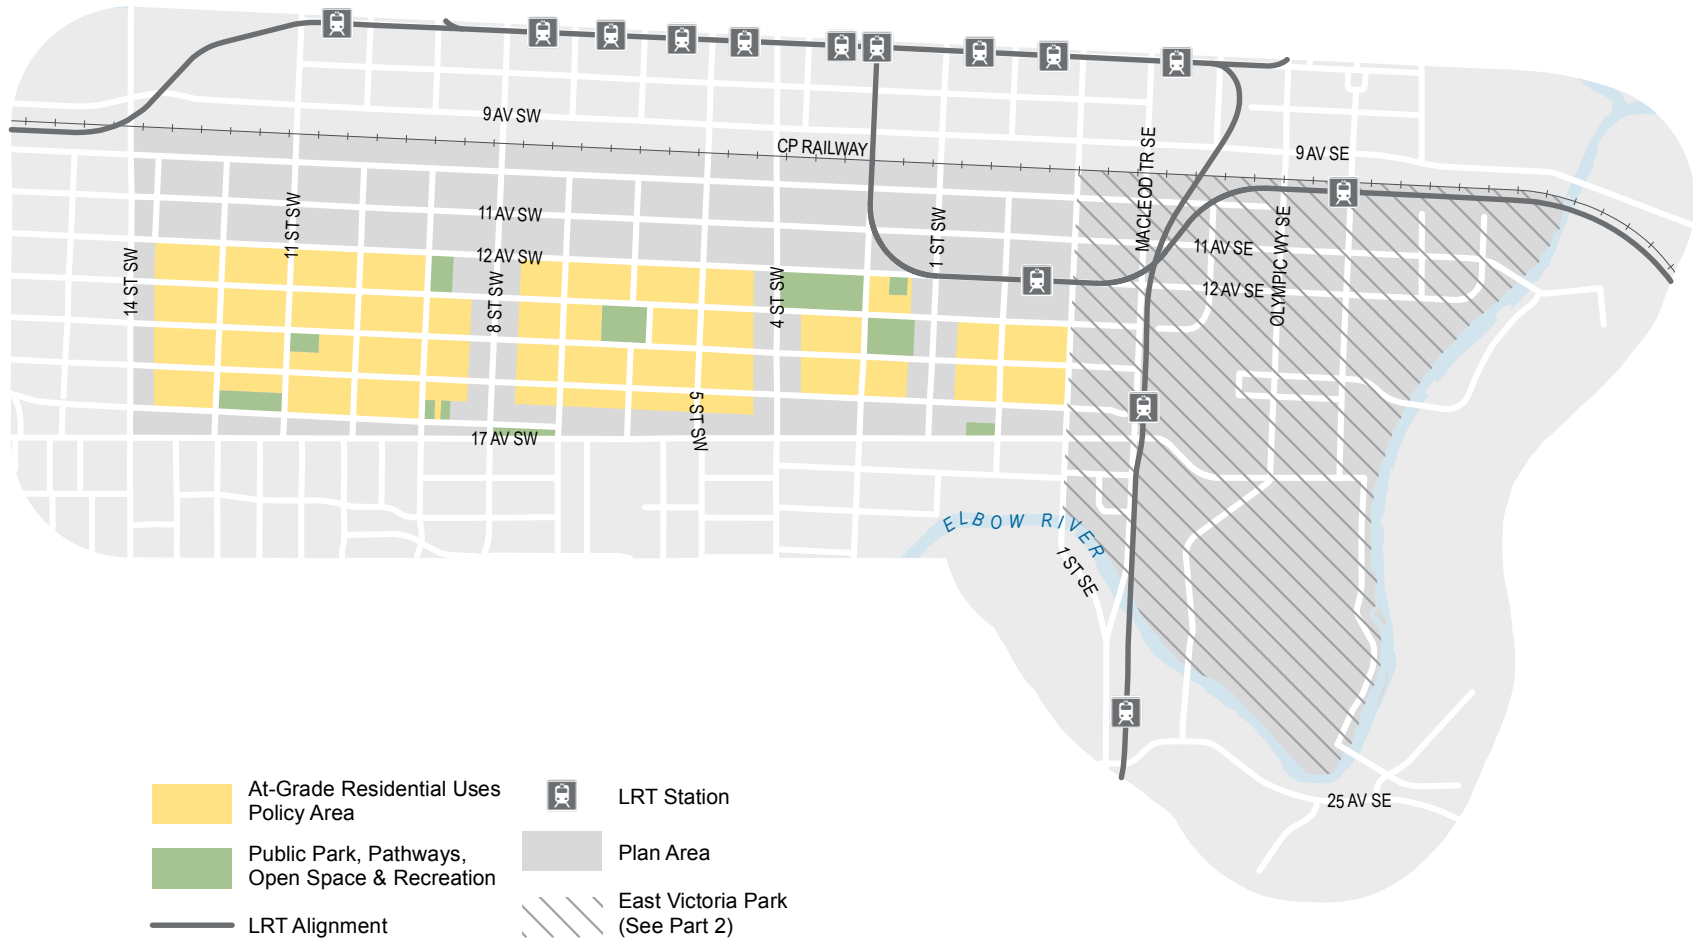 9 AV SW
CP RAILWAY
MACLEOD TR SE
9 AV SE
11 ST SW
11 AV SW
1 ST SW
11 AV SE
OLYMPIC WY SE
14 ST SW
12 AV SW
8 ST SW
4 ST SW
12 AV SE
5 ST SW
17 AV SW
ELBOW RIVER
1 ST SE
25 AV SE
At-Grade Residential Uses
Policy Area
Public Park, Pathways,
Open Space & Recreation
LRT Alignment
LRT Station
Plan Area
East Victoria Park
(See Part 2)